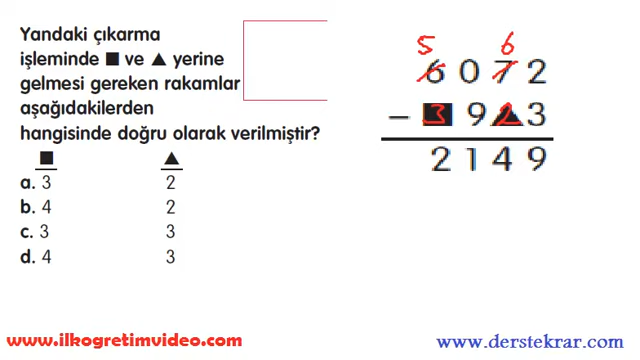 Yandaki çıkarma
işleminde ■ ve ▲ yerine
gelmesi gereken rakamlar
aşağıdakilerden
hangisinde doğru olarak verilmiştir?
■ ▲
a. 3 2
b. 4 2
c. 3 3
d. 4 3
5 6
6 0 7 2
– 3 9 2 3
2 1 4 9
www.ilkogretimvideo.com
www.derstekrar.com